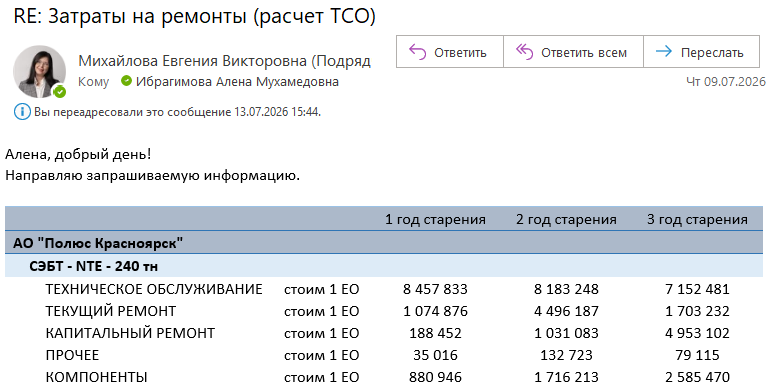 RE: Затраты на ремонты (расчет ТСО)
Михайлова Евгения Викторовна (Подряд
Ответить Ответить всем Переслать
Кому Ибрагимова Алена Мухамедовна
Чт 09.07.2026
Вы переадресовали это сообщение 13.07.2026 15:44.
Алена, добрый день!
Направляю запрашиваемую информацию.
1 год старения 2 год старения 3 год старения
АО "Полюс Красноярск"
СЭБТ - NTE - 240 тн
ТЕХНИЧЕСКОЕ ОБСЛУЖИВАНИЕ стоим 1 ЕО 8 457 833 8 183 248 7 152 481
ТЕКУЩИЙ РЕМОНТ стоим 1 ЕО 1 074 876 4 496 187 1 703 232
КАПИТАЛЬНЫЙ РЕМОНТ стоим 1 ЕО 188 452 1 031 083 4 953 102
ПРОЧЕЕ стоим 1 ЕО 35 016 132 723 79 115
КОМПОНЕНТЫ стоим 1 ЕО 880 946 1 716 213 2 585 470